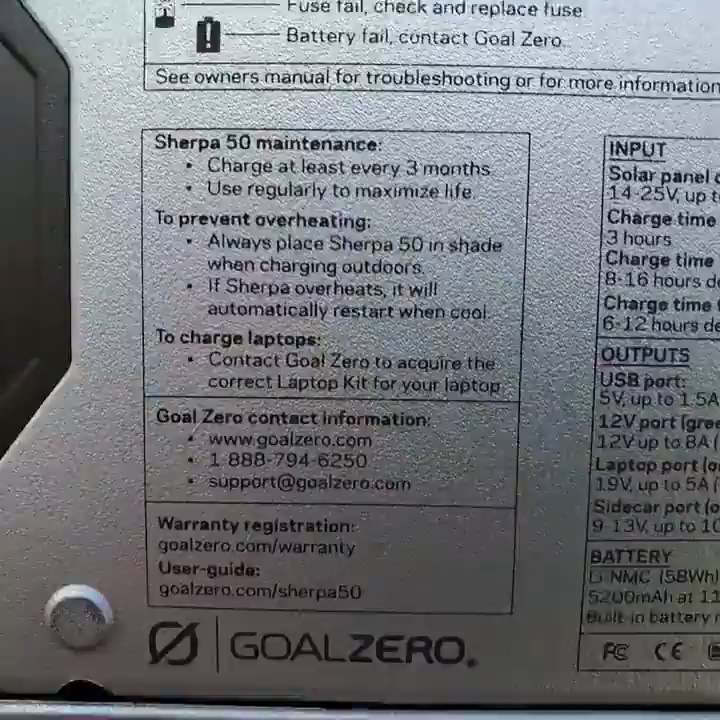 Fuse fail, check and replace fuse
Battery fail, contact Goal Zero.
See owners manual for troubleshooting or for more information
Sherpa 50 maintenance:
• Charge at least every 3 months.
• Use regularly to maximize life.
To prevent overheating:
• Always place Sherpa 50 in shade
when charging outdoors.
• If Sherpa overheats, it will
automatically restart when cool.
To charge laptops:
• Contact Goal Zero to acquire the
correct Laptop Kit for your laptop.
Goal Zero contact information:
• www.goalzero.com
• 1-888-794-6250
• support@goalzero.com
Warranty registration:
goalzero.com/warranty
User-guide:
goalzero.com/sherpa50
GOALZERO.
INPUT
Solar panel
14-25V, up to
Charge time
3 hours
Charge time
8-16 hours
Charge time
6-12 hours
OUTPUTS
USB port:
5V, up to 1.5A
12V port
12V up to 8A
Laptop port
19V, up to 5A
Sidecar port
9-13V, up to
BATTERY
Li-NMC (58Wh)
5200mAh at
Built-in battery
FC CE